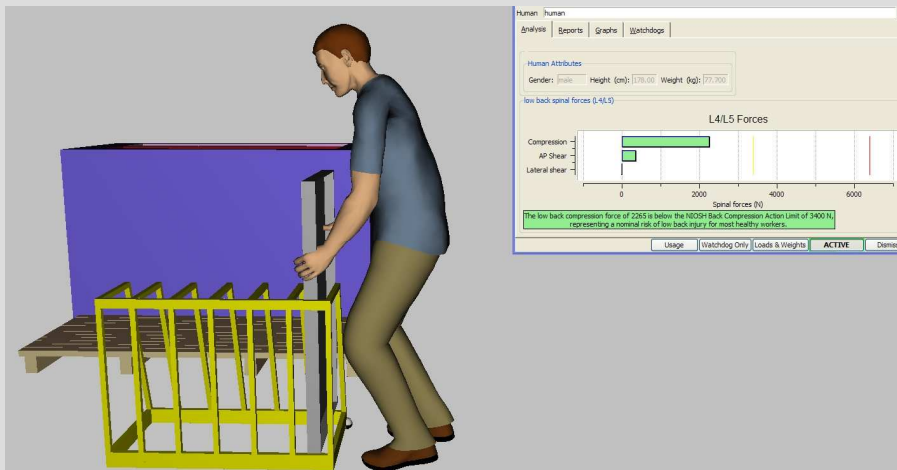 Human human
Analysis Reports Graphs Watchdogs
Human Attributes
Gender: male Height (cm): 178.00 Weight (kg): 77.700
low back spinal forces (L4/L5)
L4/L5 Forces
Compression
AP Shear
Lateral shear
0 2000 4000 6000
Spinal forces (N)
The low back compression force of 2265 is below the NIOSH Back Compression Action Limit of 3400 N,
representing a nominal risk of low back injury for most healthy workers.
Usage Watchdog Only Loads & Weights ACTIVE Dismiss